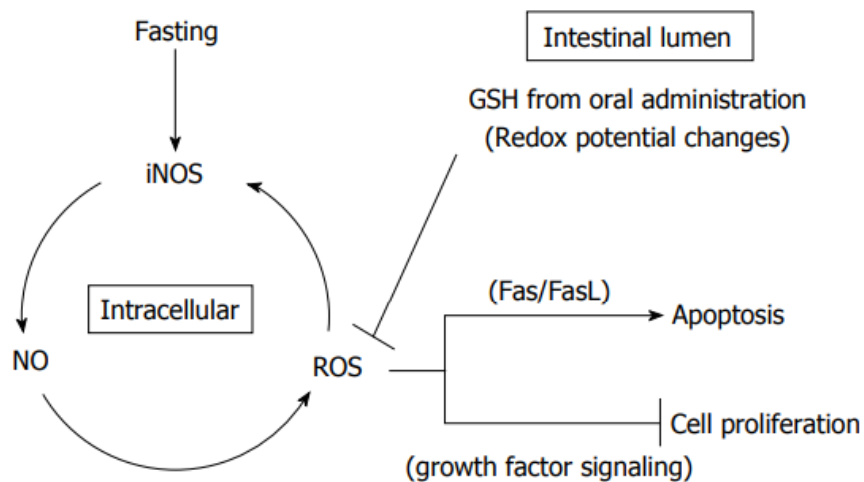 Fasting
Intestinal lumen
GSH from oral administration
(Redox potential changes)
iNOS
Intracellular
(Fas/FasL)
Apoptosis
NO
ROS
Cell proliferation
(growth factor signaling)